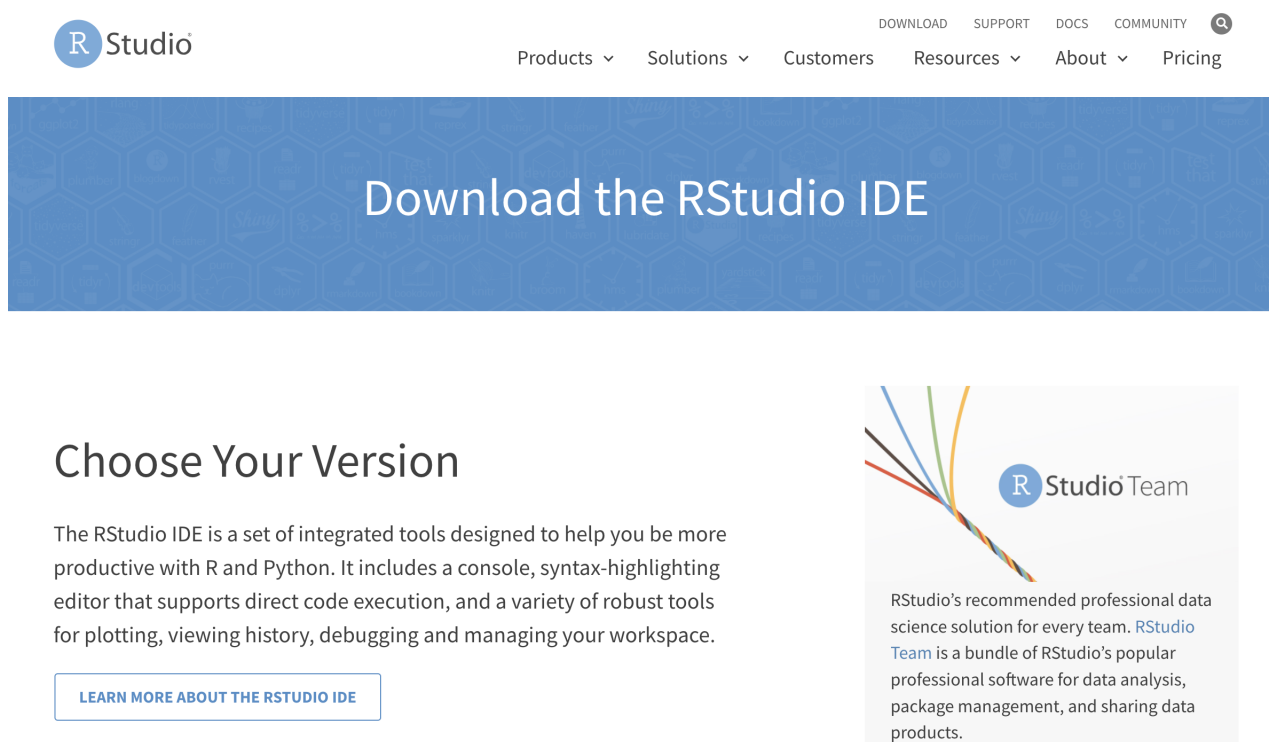 R Studio®
DOWNLOAD SUPPORT DOCS COMMUNITY
Products Solutions Customers Resources About Pricing
Download the RStudio IDE
Choose Your Version
The RStudio IDE is a set of integrated tools designed to help you be more
productive with R and Python. It includes a console, syntax-highlighting
editor that supports direct code execution, and a variety of robust tools
for plotting, viewing history, debugging and managing your workspace.
LEARN MORE ABOUT THE RSTUDIO IDE
R Studio® Team
RStudio’s recommended professional data
science solution for every team. RStudio
Team is a bundle of RStudio’s popular
professional software for data analysis,
package management, and sharing data
products.